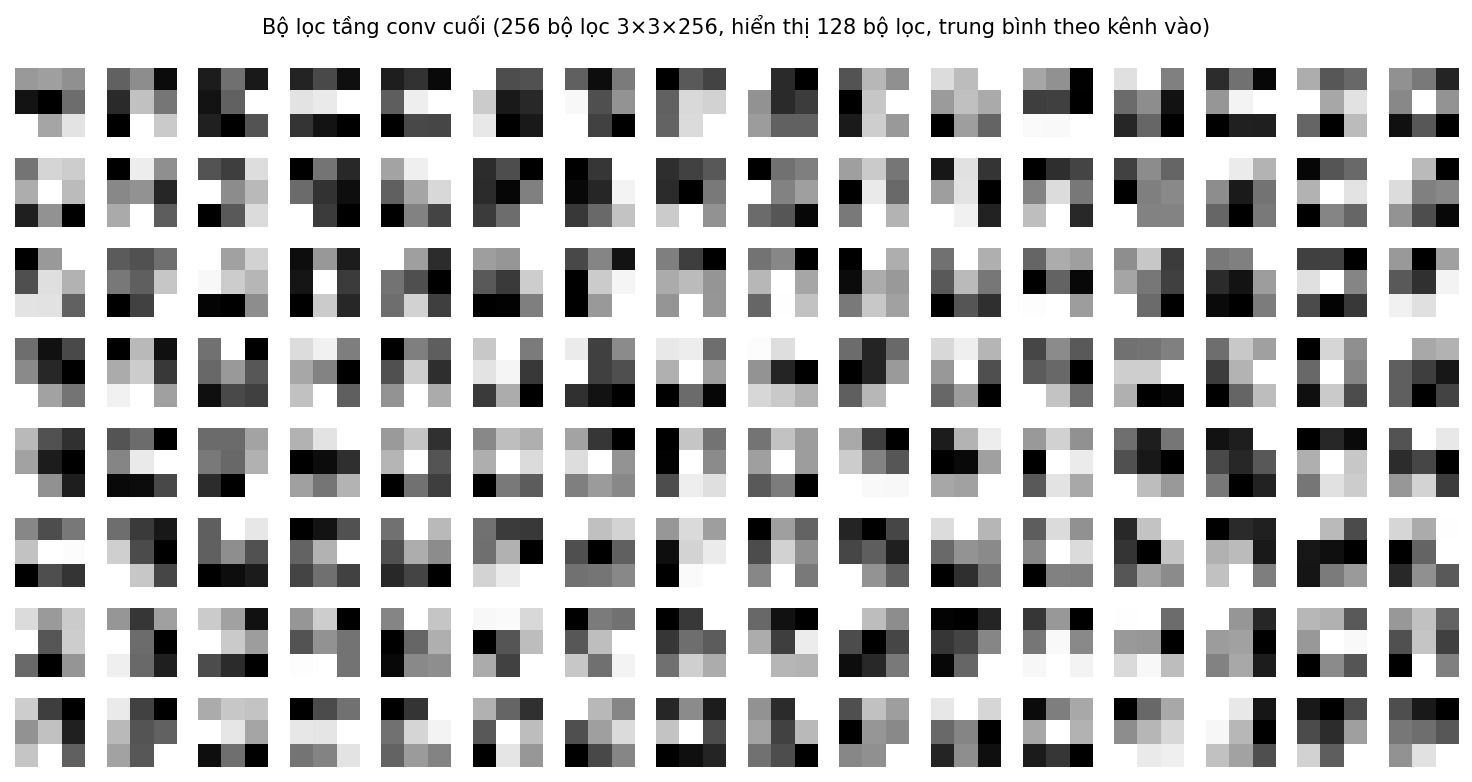 Bộ lọc tầng conv cuối (256 bộ lọc 3×3×256, hiển thị 128 bộ lọc, trung bình theo kênh vào)